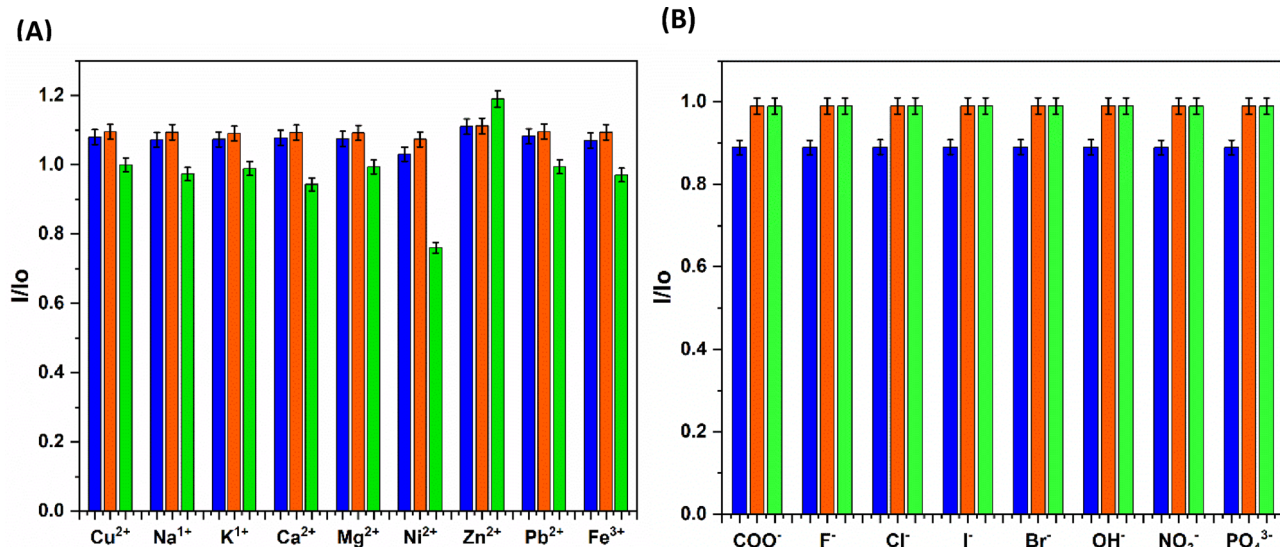 (A)
I/Io
1.2
1.0
0.8
0.6
0.4
0.2
0.0
Cu²⁺ Na¹⁺ K¹⁺ Ca²⁺ Mg²⁺ Ni²⁺ Zn²⁺ Pb²⁺ Fe³⁺
(B)
I/Io
1.0
0.8
0.6
0.4
0.2
0.0
COO⁻ F⁻ Cl⁻ I⁻ Br⁻ OH⁻